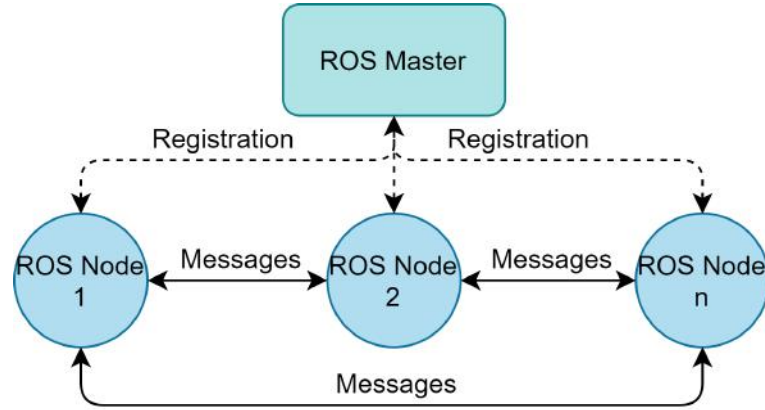 ROS Master
Registration
Registration
ROS Node
1
Messages
ROS Node
2
Messages
ROS Node
n
Messages